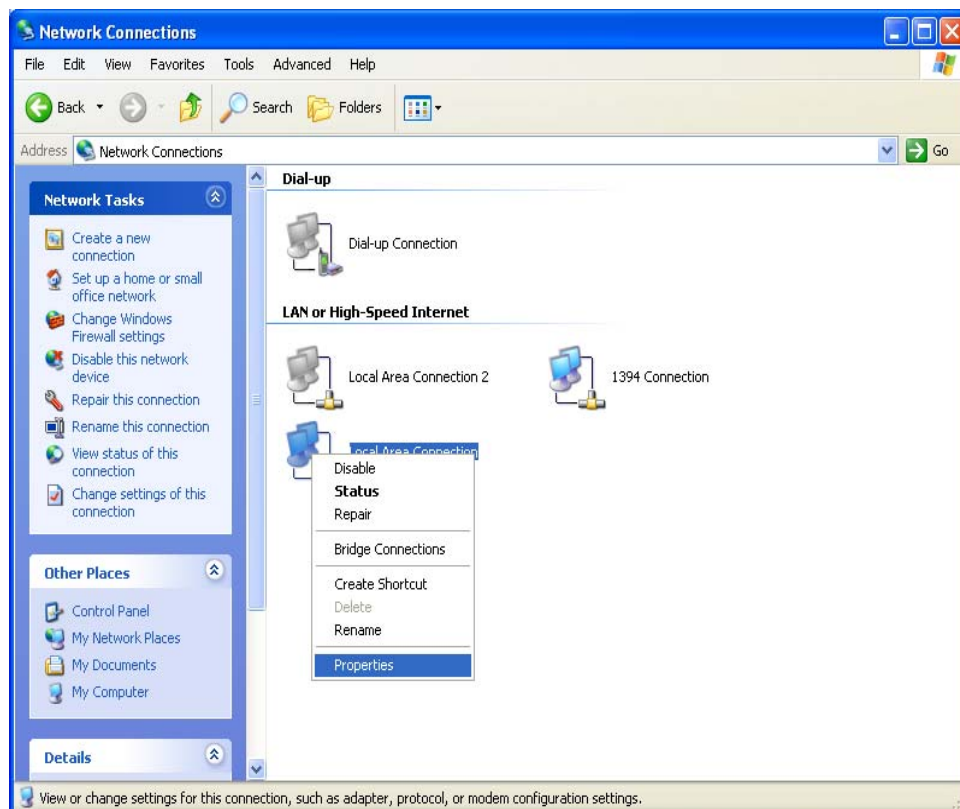 Network Connections
File Edit View Favorites Tools Advanced Help
Back Search Folders
Address Network Connections Go
Network Tasks
Create a new
connection
Set up a home or small
office network
Change Windows
Firewall settings
Disable this network
device
Repair this connection
Rename this connection
View status of this
connection
Change settings of this
connection
Other Places
Control Panel
My Network Places
My Documents
My Computer
Details
Dial-up
Dial-up Connection
LAN or High-Speed Internet
Local Area Connection 2
1394 Connection
Local Area Connection
Disable
Status
Repair
Bridge Connections
Create Shortcut
Delete
Rename
Properties
View or change settings for this connection, such as adapter, protocol, or modem configuration settings.